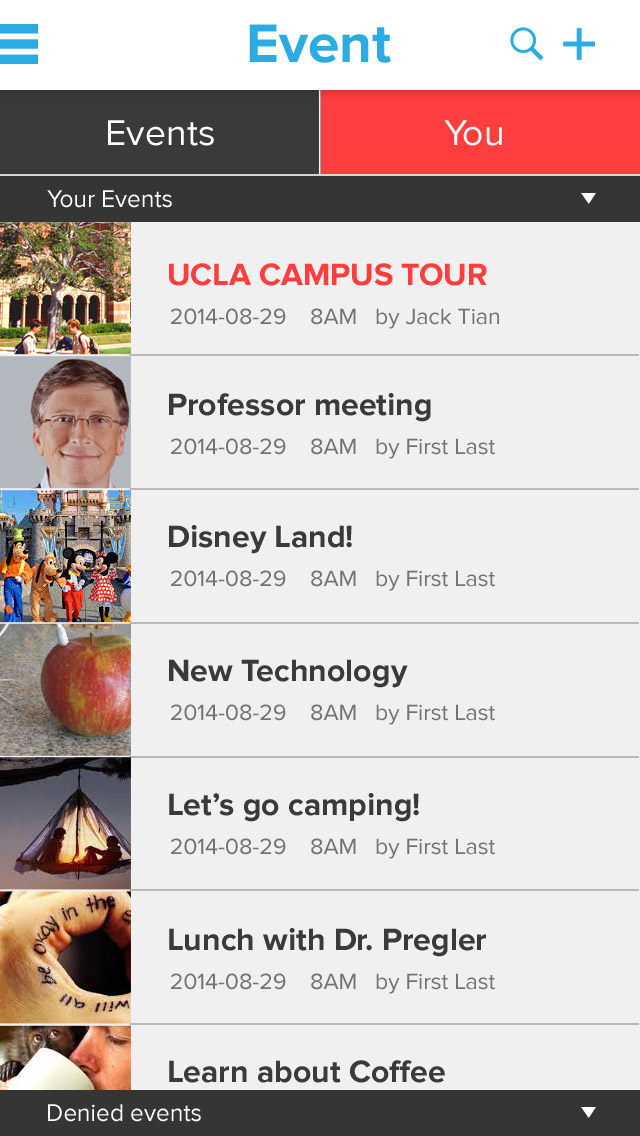 Event
Events
You
Your Events
UCLA CAMPUS TOUR
2014-08-29 8AM by Jack Tian
Professor meeting
2014-08-29 8AM by First Last
Disney Land!
2014-08-29 8AM by First Last
New Technology
2014-08-29 8AM by First Last
Let’s go camping!
2014-08-29 8AM by First Last
Lunch with Dr. Pregler
2014-08-29 8AM by First Last
will all be okay in the
Learn about Coffee
Denied events